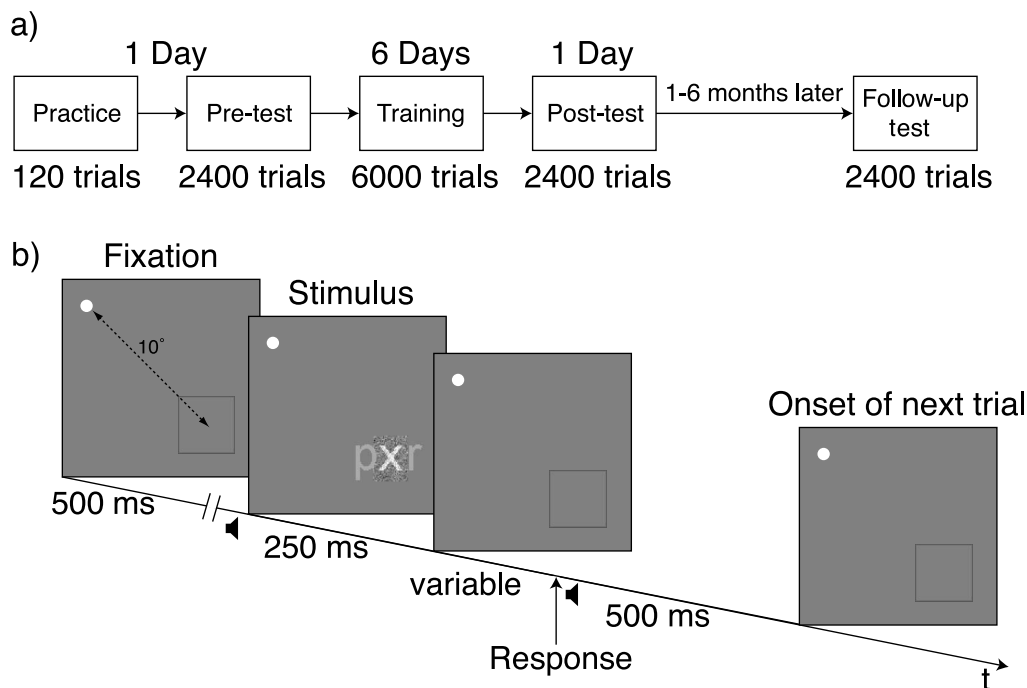 a)
1 Day
6 Days
1 Day
Practice
Pre-test
Training
Post-test
1-6 months later
Follow-up
test
120 trials
2400 trials
6000 trials
2400 trials
2400 trials
b)
Fixation
10°
Stimulus
pxr
Onset of next trial
500 ms
250 ms
variable
500 ms
Response
t